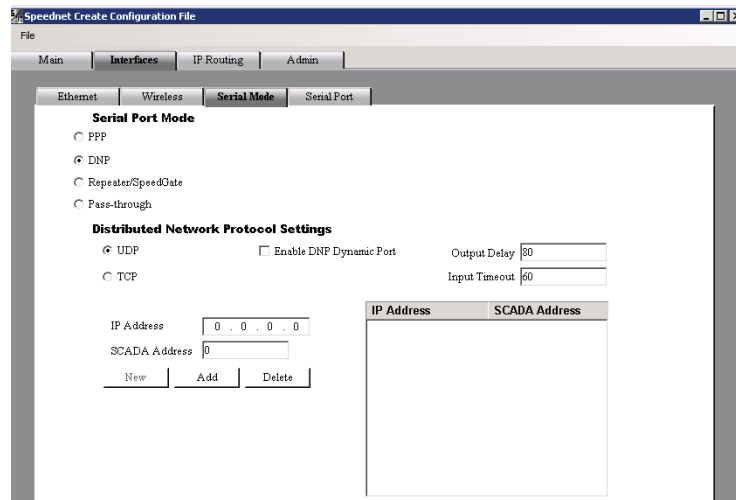 Speednet Create Configuration File
File
Main Interfaces IP Routing Admin
Ethernet Wireless Serial Mode Serial Port
Serial Port Mode
PPP
DNP
Repeater/SpeedGate
Pass-through
Distributed Network Protocol Settings
UDP Enable DNP Dynamic Port Output Delay 80
TCP Input Timeout 60
IP Address SCADA Address
IP Address 0 . 0 . 0 . 0
SCADA Address 0
New Add Delete